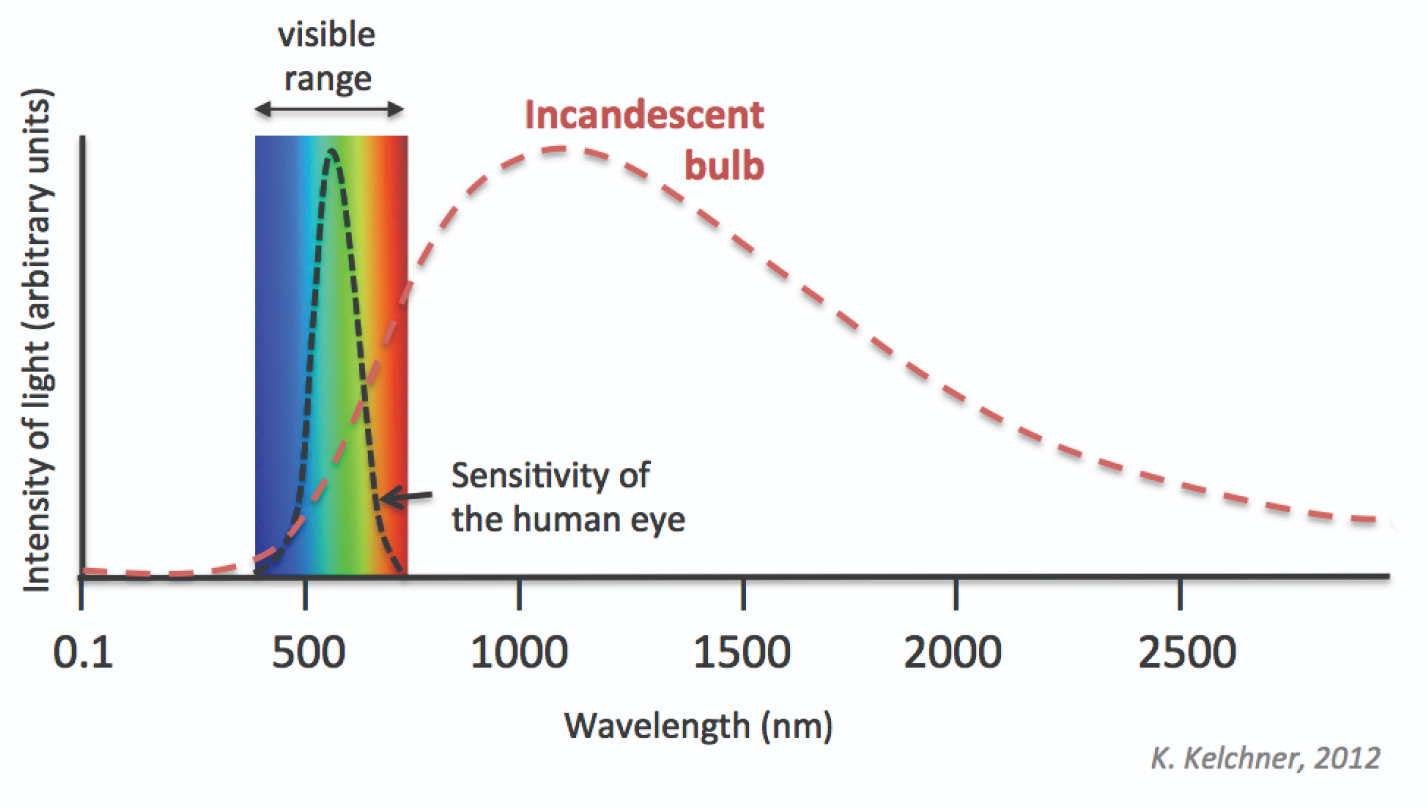 visible
range
Incandescent
bulb
Intensity of light (arbitrary units)
Sensitivity of
the human eye
0.1 500 1000 1500 2000 2500
Wavelength (nm)
K. Kelchner, 2012